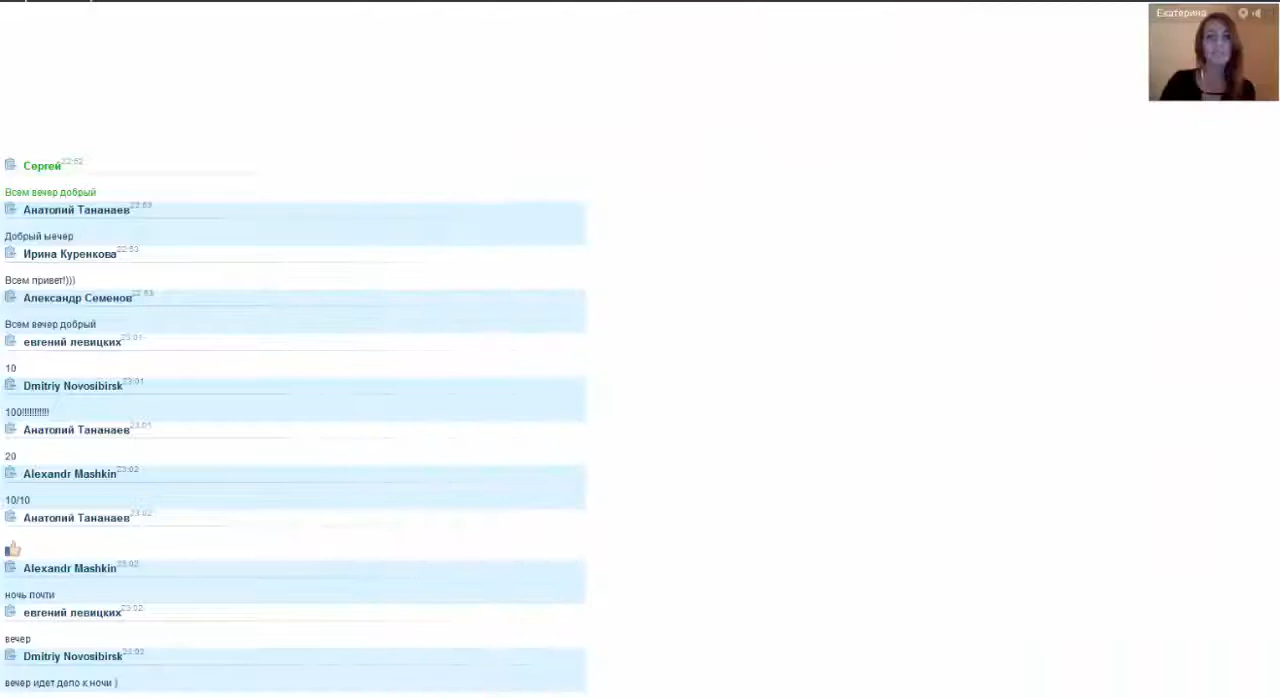 Екатерина
Сергей 22:52
Всем вечер добрый
Анатолий Тананаев 22:53
Добрый ыечер
Ирина Куренкова 22:53
Всем привет!)))
Александр Семенов 22:53
Всем вечер добрый
евгений левицких 23:01
10
Dmitriy Novosibirsk 23:01
100!!!!!!!!!!!
Анатолий Тананаев 23:01
20
Alexandr Mashkin 23:02
10/10
Анатолий Тананаев 23:02
Alexandr Mashkin 23:02
ночь почти
евгений левицких 23:02
вечер
Dmitriy Novosibirsk 23:02
вечер идет дело к ночи )